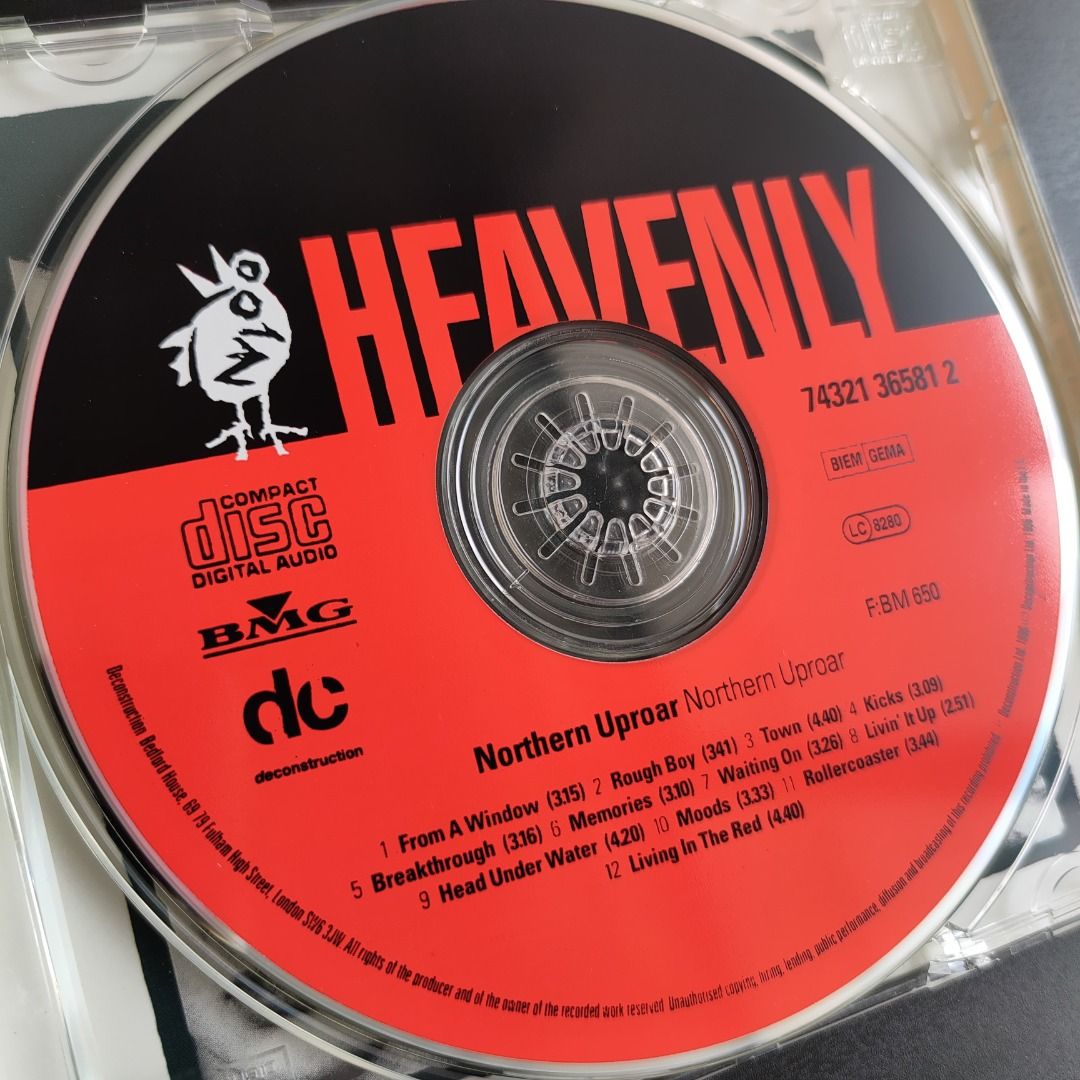 HEAVENLY
74321 36581 2
BIEM GEMA
LC 8280
F:BM 650
COMPACT
disc
DIGITAL AUDIO
BMG
dc
deconstruction
Northern Uproar Northern Uproar
1 From A Window (3.15) 2 Rough Boy (3.41) 3 Town (4.40) 4 Kicks (3.09)
5 Breakthrough (3.16) 6 Memories (3.10) 7 Waiting On (3.26) 8 Livin' It Up (2.51)
9 Head Under Water (4.20) 10 Moods (3.33) 11 Rollercoaster (3.44)
12 Living In The Red (4.40)
Deconstruction Bedford House, 69 79 Fulham High Street, London SW6 3JW. All rights of the producer and of the owner of the recorded work reserved. Unauthorised copying, hiring, lending, public performance, diffusion and broadcasting of this recording prohibited.